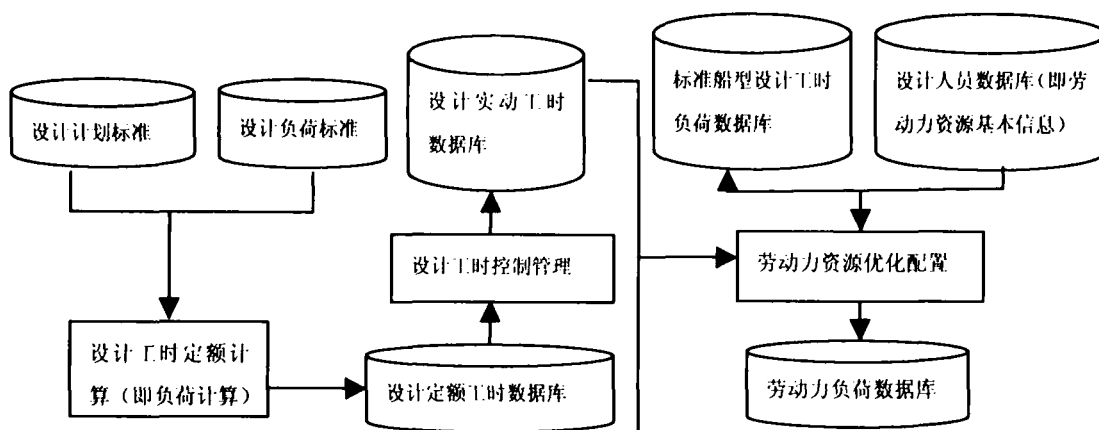 设计计划标准
设计负荷标准
设计实动工时
数据库
标准船型设计工时
负荷数据库
设计人员数据库(即劳
动力资源基本信息)
设计工时控制管理
劳动力资源优化配置
设计工时定额计
算(即负荷计算)
设计定额工时数据库
劳动力负荷数据库